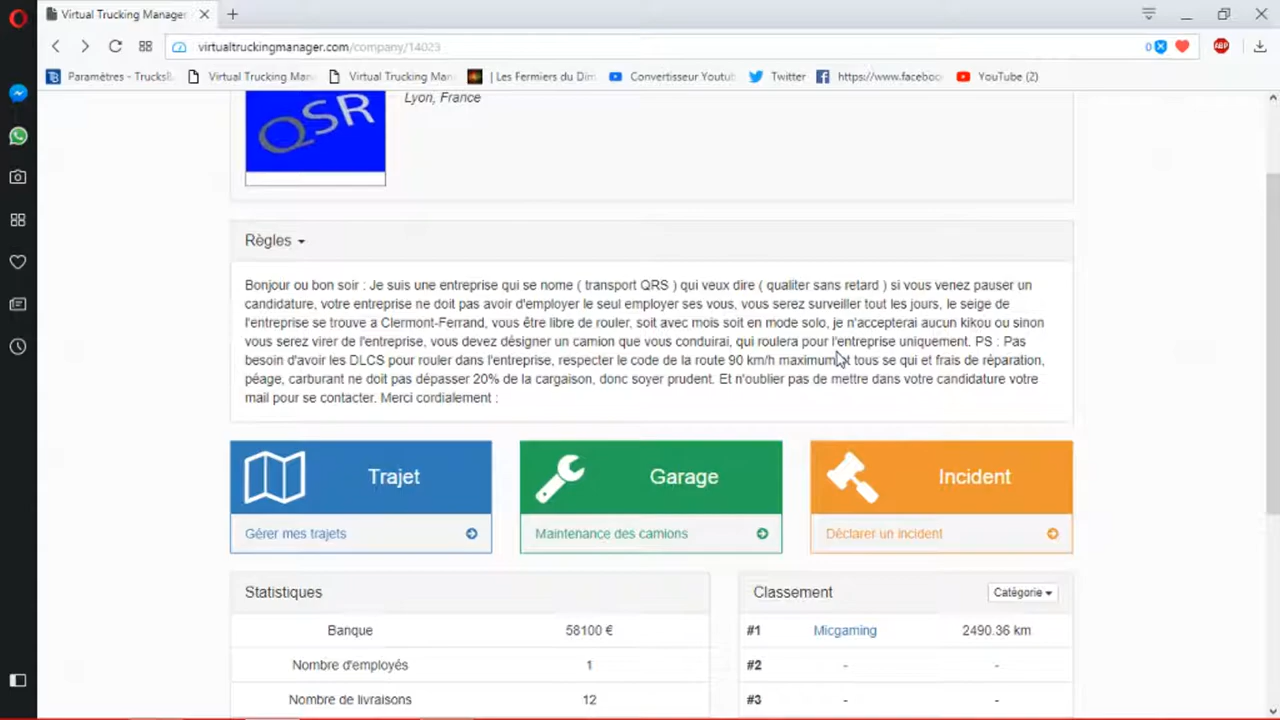 Virtual Trucking Manager
virtualtruckingmanager.com/company/14023
0
ABP
Paramètres - TrucksB
Virtual Trucking Man
Virtual Trucking Man
| Les Fermiers du Dim
Convertisseur Youtub
Twitter
https://www.faceboo
YouTube (2)
QSR
Lyon, France
Règles
Bonjour ou bon soir : Je suis une entreprise qui se nome ( transport QRS ) qui veux dire ( qualiter sans retard ) si vous venez pauser un
candidature, votre entreprise ne doit pas avoir d'employer le seul employer ses vous, vous serez surveiller tout les jours, le seige de
l'entreprise se trouve a Clermont-Ferrand, vous être libre de rouler, soit avec mois soit en mode solo, je n'accepterai aucun kikou ou sinon
vous serez virer de l'entreprise, vous devez désigner un camion que vous conduirai, qui roulera pour l'entreprise uniquement. PS : Pas
besoin d'avoir les DLCS pour rouler dans l'entreprise, respecter le code de la route 90 km/h maximum et tous se qui et frais de réparation,
péage, carburant ne doit pas dépasser 20% de la cargaison, donc soyer prudent. Et n'oublier pas de mettre dans votre candidature votre
mail pour se contacter. Merci cordialement :
Trajet
Garage
Incident
Gérer mes trajets
Maintenance des camions
Déclarer un incident
Statistiques
Classement
Catégorie
Banque 58100 €
#1 Micgaming 2490.36 km
Nombre d'employés 1
#2 - -
Nombre de livraisons 12
#3 - -